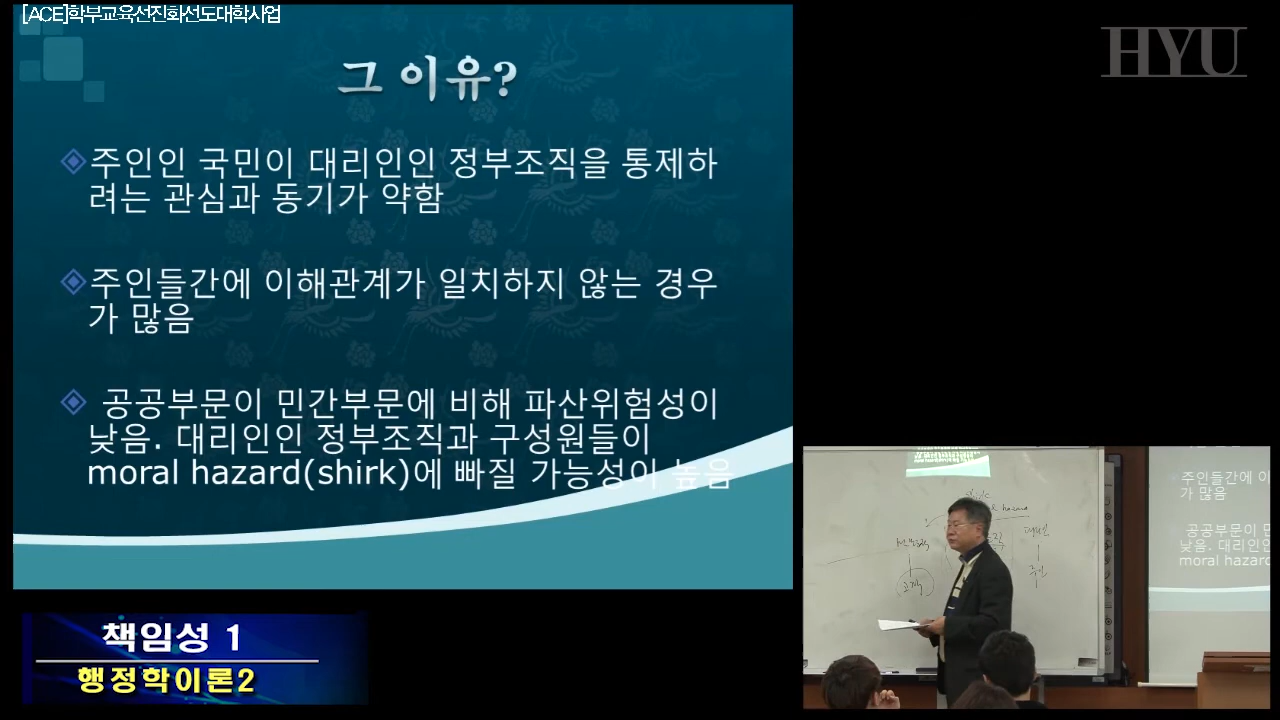 [ACE]학부교육선진화선도대학사업
HYU
그 이유?
주인인 국민이 대리인인 정부조직을 통제하
려는 관심과 동기가 약함
주인들간에 이해관계가 일치하지 않는 경우
가 많음
공공부문이 민간부문에 비해 파산위험성이
낮음. 대리인인 정부조직과 구성원들이
moral hazard(shirk)에 빠질 가능성이 높음
책임성 1
행정학이론2
주인들간에 이
가 많음
공공부문이 민
낮음. 대리인인
moral hazard
hazard
대리인
주인